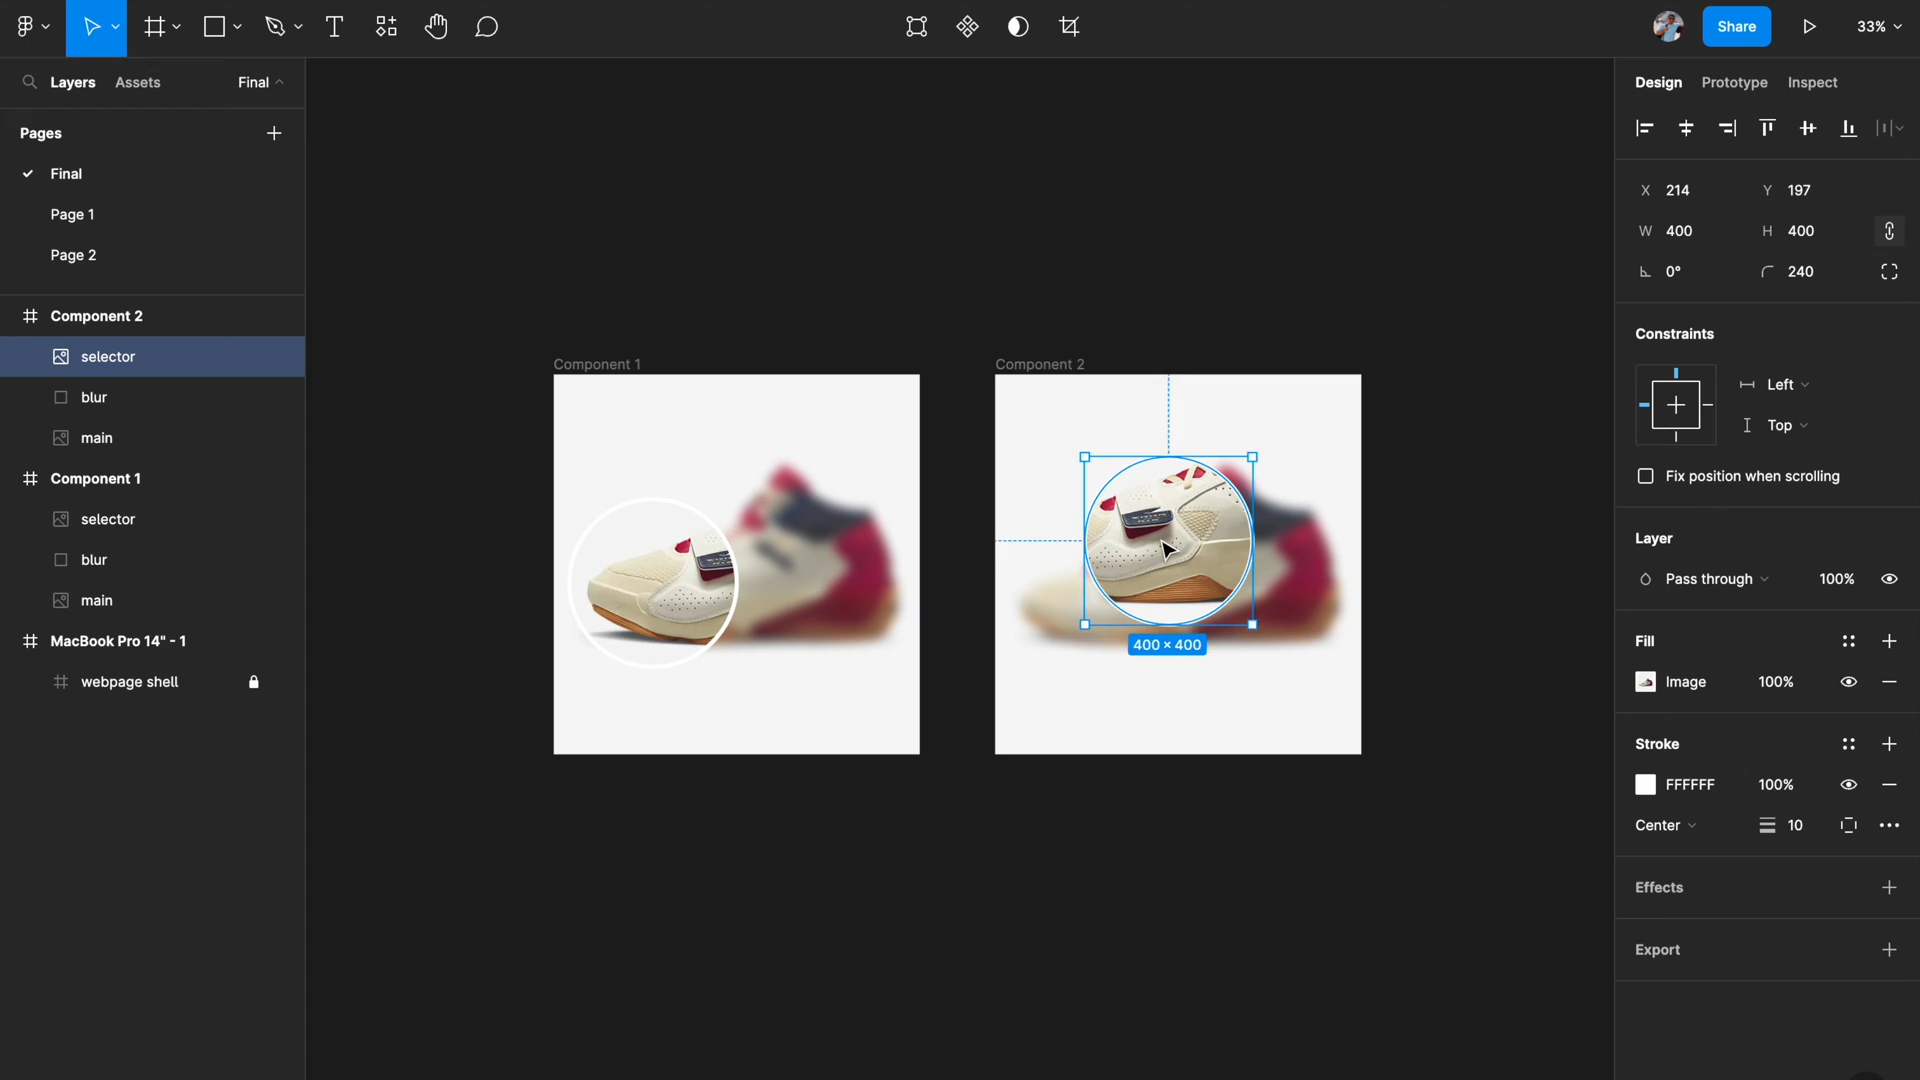 Share
33%
Layers
Assets
Final
Pages
Final
Page 1
Page 2
Component 2
selector
blur
main
Component 1
selector
blur
main
MacBook Pro 14" - 1
webpage shell
Component 1
Component 2
400 × 400
Design
Prototype
Inspect
X 214
Y 197
W 400
H 400
0°
240
Constraints
Left
Top
Fix position when scrolling
Layer
Pass through
100%
Fill
Image
100%
Stroke
FFFFFF
100%
Center
10
Effects
Export